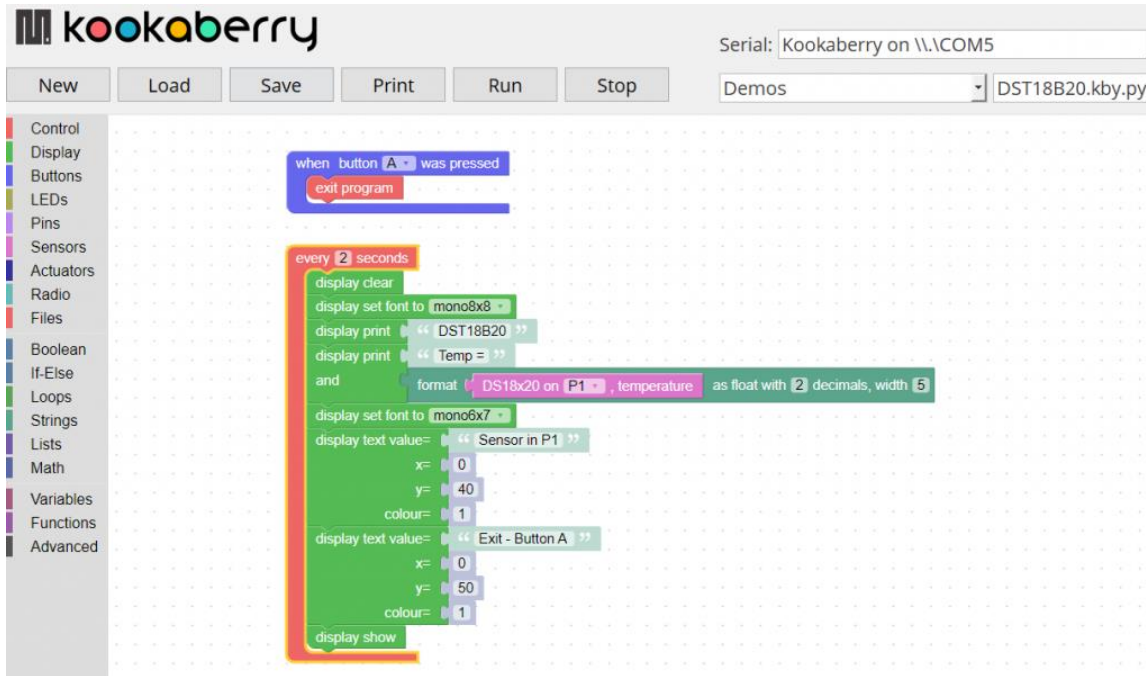 kookaberry
Serial: Kookaberry on \\.\COM5
New Load Save Print Run Stop Demos DST18B20.kby.py
Control
Display
Buttons
LEDs
Pins
Sensors
Actuators
Radio
Files
Boolean
If-Else
Loops
Strings
Lists
Math
Variables
Functions
Advanced
when button A was pressed
exit program
every 2 seconds
display clear
display set font to mono8x8
display print “ DST18B20 ”
display print “ Temp = ”
and format DS18x20 on P1 , temperature as float with 2 decimals, width 5
display set font to mono6x7
display text value= “ Sensor in P1 ”
x= 0
y= 40
colour= 1
display text value= “ Exit - Button A ”
x= 0
y= 50
colour= 1
display show